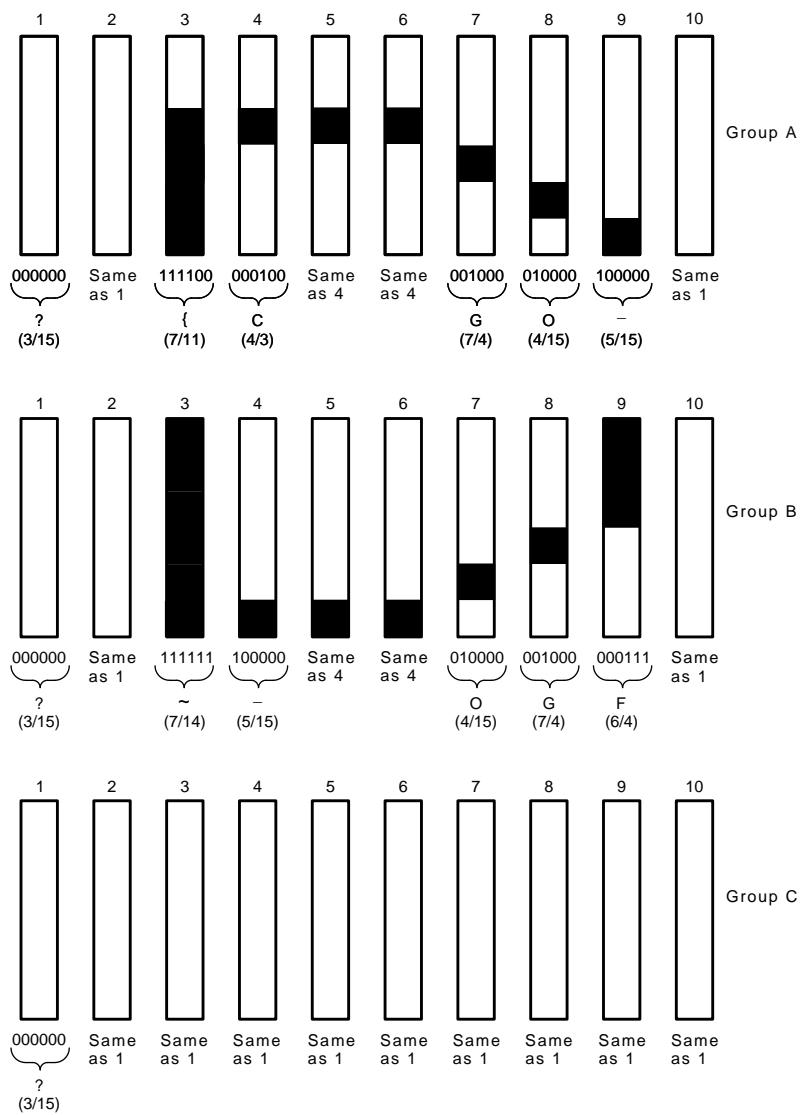 1 2 3 4 5 6 7 8 9 10
Group A
000000 Same as 1 111100 000100 Same as 4 Same as 4 001000 010000 100000 Same as 1
? { C G O –
(3/15) (7/11) (4/3) (7/4) (4/15) (5/15)
1 2 3 4 5 6 7 8 9 10
Group B
000000 Same as 1 111111 100000 Same as 4 Same as 4 010000 001000 000111 Same as 1
? ~ – O G F
(3/15) (7/14) (5/15) (4/15) (7/4) (6/4)
1 2 3 4 5 6 7 8 9 10
Group C
000000 Same as 1 Same as 1 Same as 1 Same as 1 Same as 1 Same as 1 Same as 1 Same as 1 Same as 1
?
(3/15)